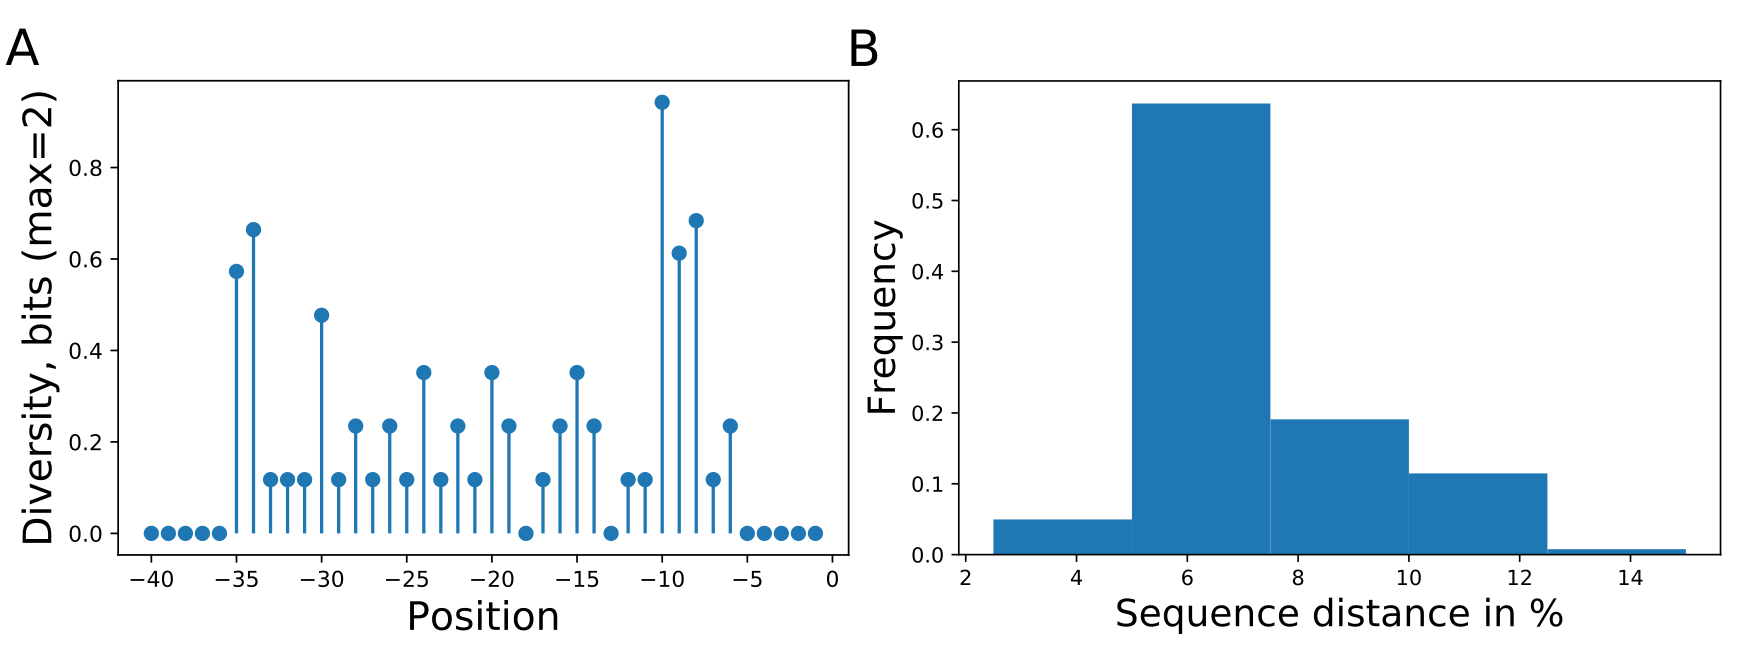 A
Diversity, bits (max=2)
0.8
0.6
0.4
0.2
0.0
−40 −35 −30 −25 −20 −15 −10 −5 0
Position
B
Frequency
0.6
0.5
0.4
0.3
0.2
0.1
0.0
2 4 6 8 10 12 14
Sequence distance in %